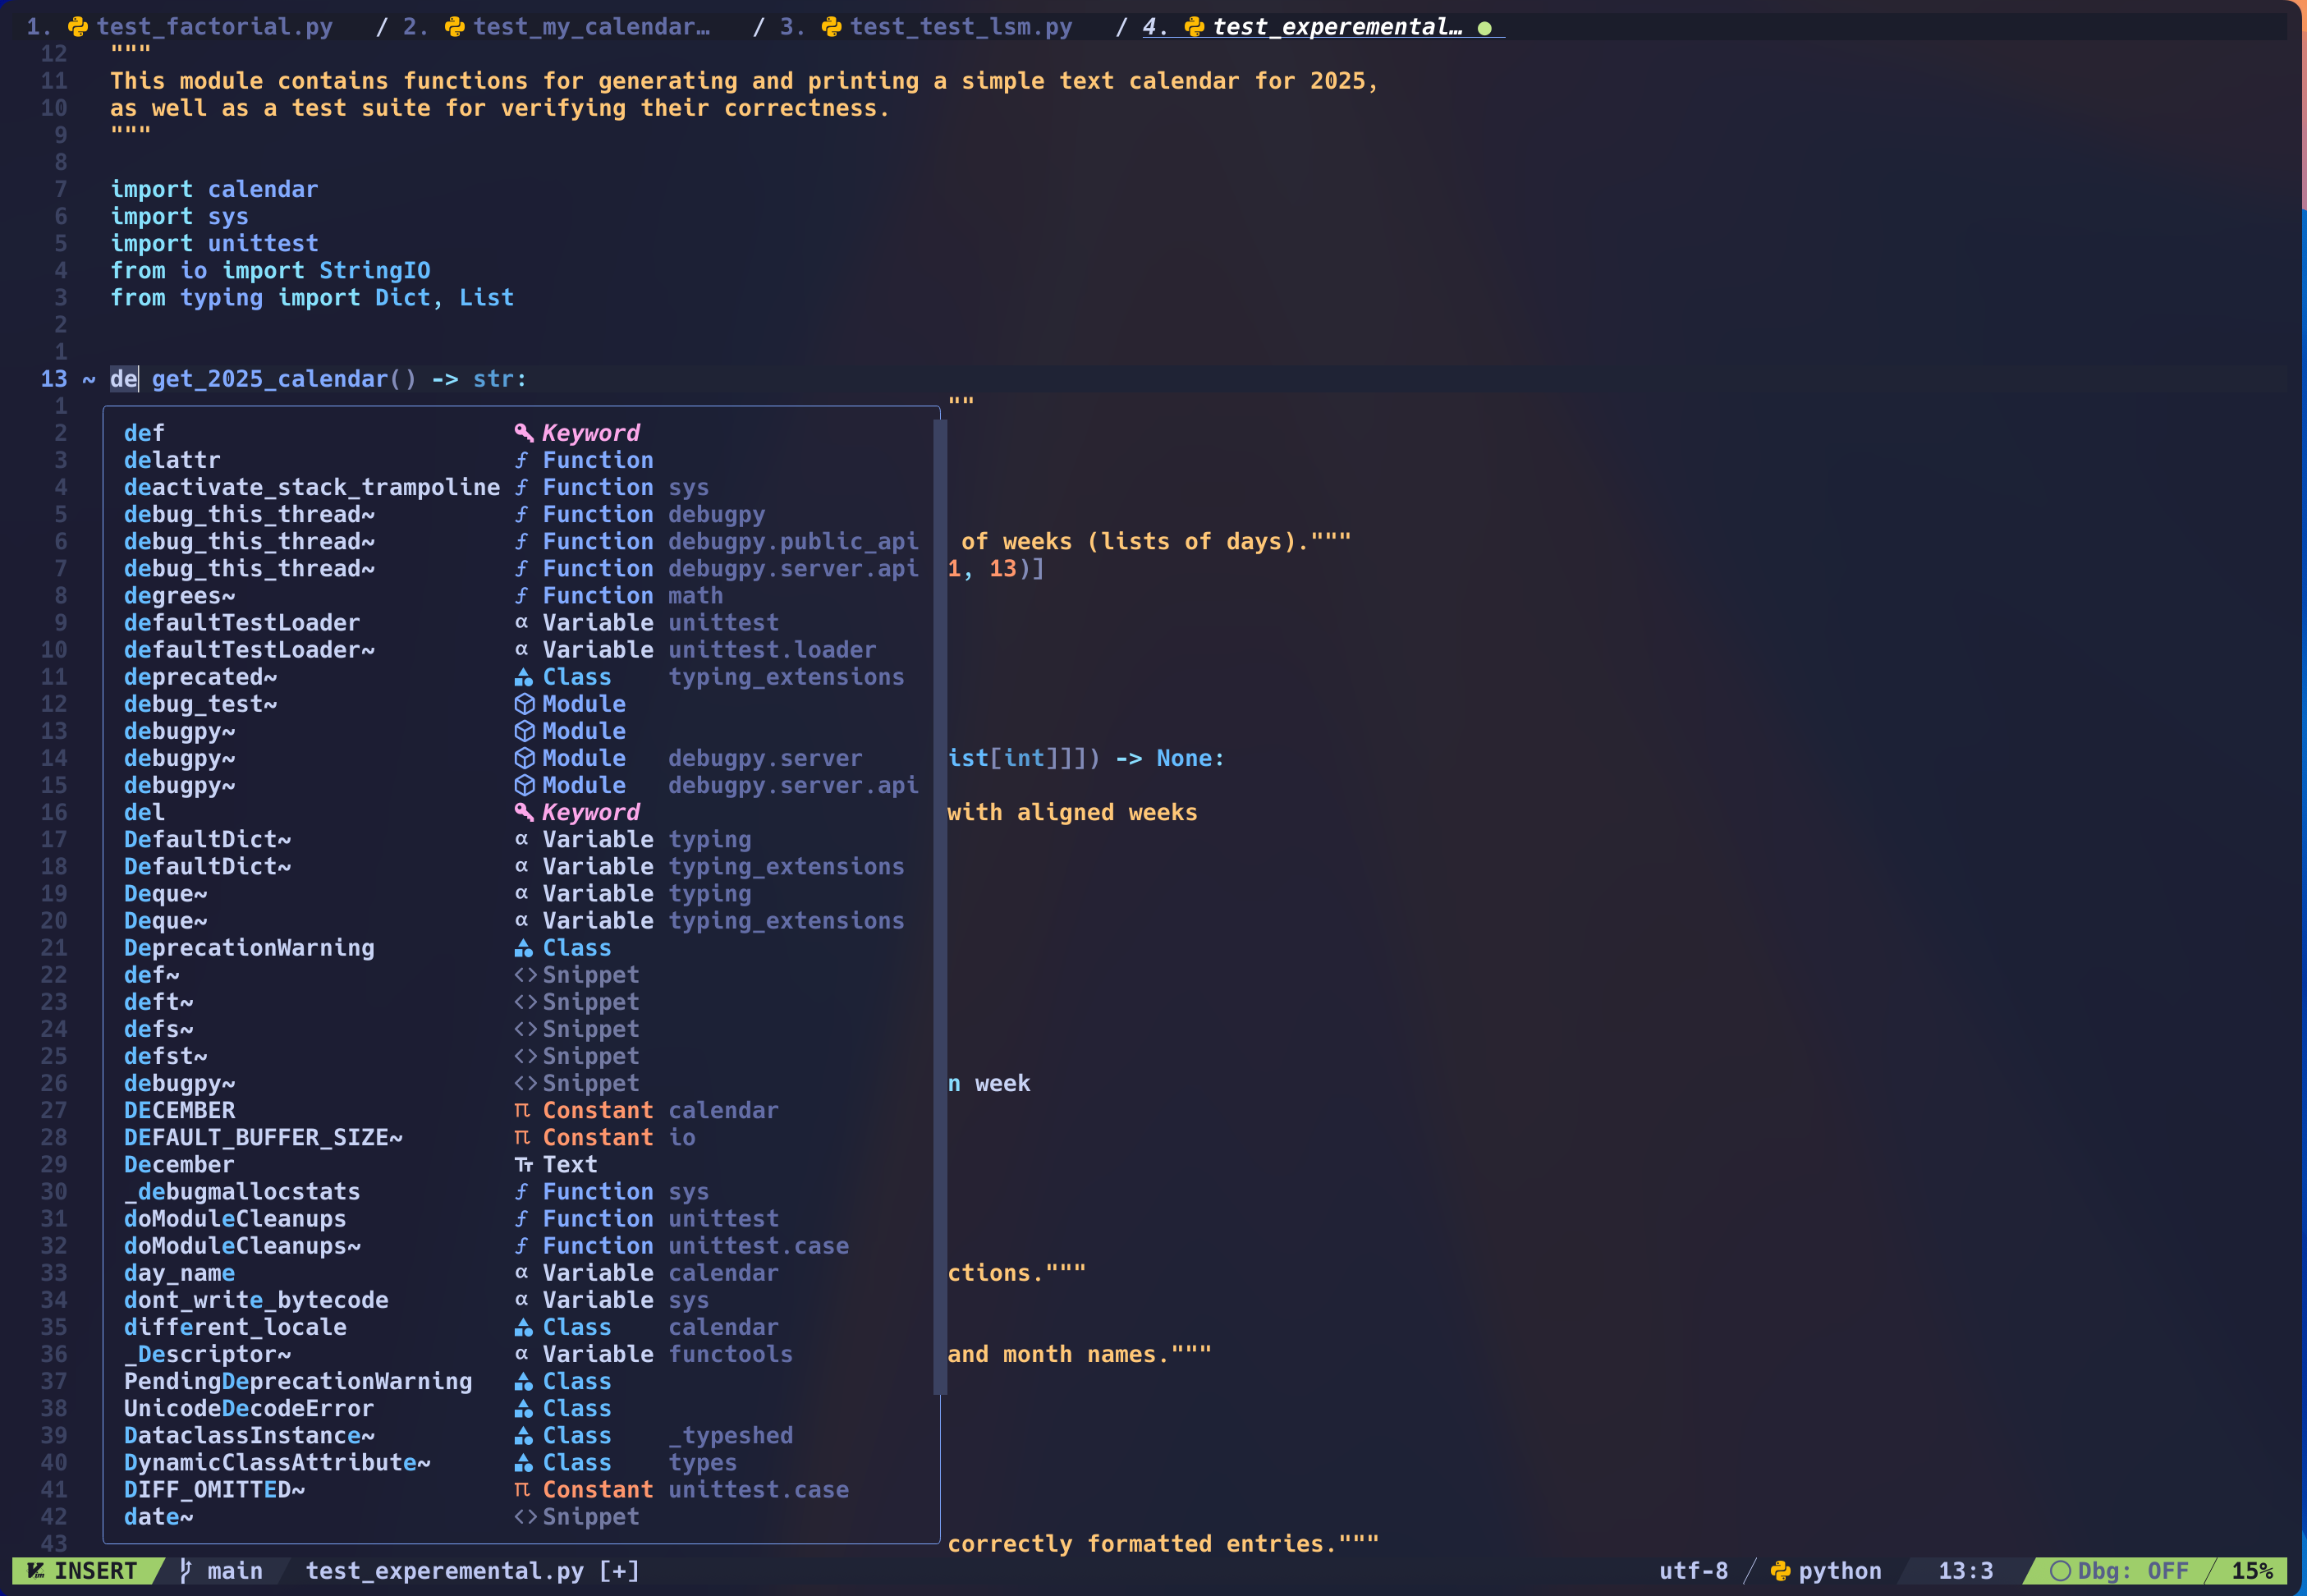 1. test_factorial.py / 2. test_my_calendar… / 3. test_test_lsm.py / 4. test_experemental… ●
12 """
11 This module contains functions for generating and printing a simple text calendar for 2025,
10 as well as a test suite for verifying their correctness.
9 """
8
7 import calendar
6 import sys
5 import unittest
4 from io import StringIO
3 from typing import Dict, List
2
1
13 ~ de get_2025_calendar() -> str:
1 ""
2 def Keyword
3 delattr Function
4 deactivate_stack_trampoline Function sys
5 debug_this_thread~ Function debugpy
6 debug_this_thread~ Function debugpy.public_api of weeks (lists of days)."""
7 debug_this_thread~ Function debugpy.server.api 1, 13)]
8 degrees~ Function math
9 defaultTestLoader α Variable unittest
10 defaultTestLoader~ α Variable unittest.loader
11 deprecated~ Class typing_extensions
12 debug_test~ Module
13 debugpy~ Module
14 debugpy~ Module debugpy.server ist[int]]]) -> None:
15 debugpy~ Module debugpy.server.api
16 del Keyword with aligned weeks
17 DefaultDict~ α Variable typing
18 DefaultDict~ α Variable typing_extensions
19 Deque~ α Variable typing
20 Deque~ α Variable typing_extensions
21 DeprecationWarning Class
22 def~ <> Snippet
23 deft~ <> Snippet
24 defs~ <> Snippet
25 defst~ <> Snippet
26 debugpy~ <> Snippet n week
27 DECEMBER π Constant calendar
28 DEFAULT_BUFFER_SIZE~ π Constant io
29 December Tт Text
30 _debugmallocstats Function sys
31 doModuleCleanups Function unittest
32 doModuleCleanups~ Function unittest.case
33 day_name α Variable calendar ctions."""
34 dont_write_bytecode α Variable sys
35 different_locale Class calendar
36 _Descriptor~ α Variable functools and month names."""
37 PendingDeprecationWarning Class
38 UnicodeDecodeError Class
39 DataclassInstance~ Class _typeshed
40 DynamicClassAttribute~ Class types
41 DIFF_OMITTED~ π Constant unittest.case
42 date~ <> Snippet
43 correctly formatted entries."""
INSERT main test_experemental.py [+] utf-8 / python 13:3 Dbg: OFF / 15%